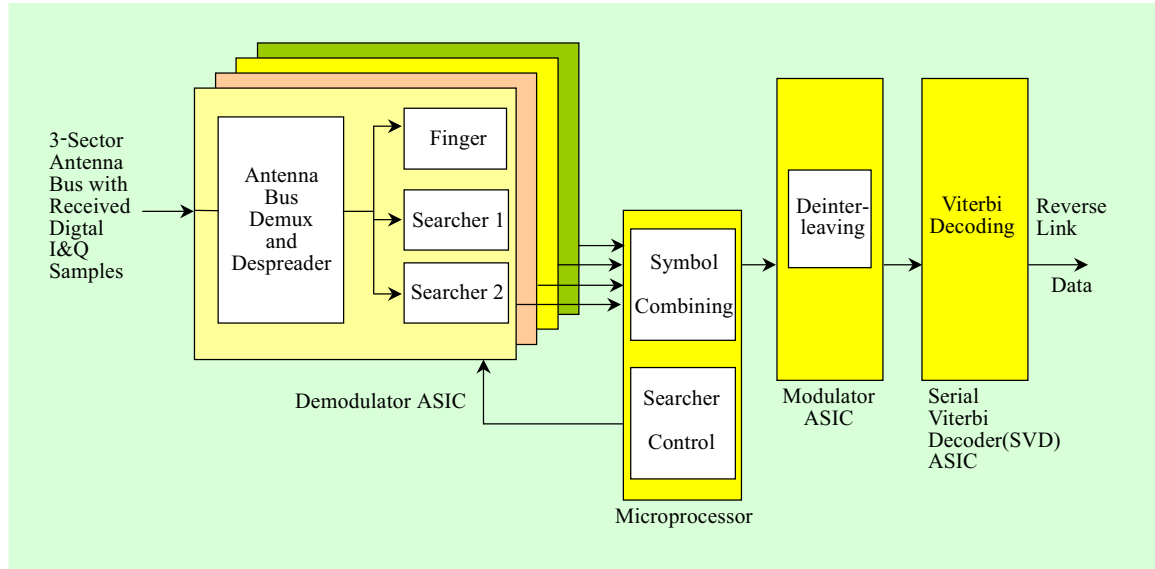 3-Sector
Antenna
Bus with
Received
Digtal
I&Q
Samples
Antenna
Bus
Demux
and
Despreader
Finger
Searcher 1
Searcher 2
Demodulator ASIC
Symbol
Combining
Searcher
Control
Microprocessor
Deinter-
leaving
Modulator
ASIC
Viterbi
Decoding
Serial
Viterbi
Decoder(SVD)
ASIC
Reverse
Link
Data